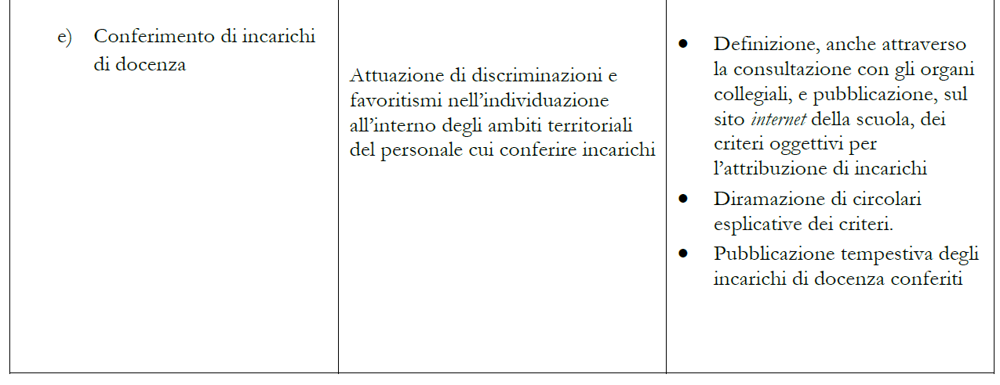 e) Conferimento di incarichi
di docenza
Attuazione di discriminazioni e
favoritismi nell’individuazione
all’interno degli ambiti territoriali
del personale cui conferire incarichi
● Definizione, anche attraverso
la consultazione con gli organi
collegiali, e pubblicazione, sul
sito internet della scuola, dei
criteri oggettivi per
l’attribuzione di incarichi
● Diramazione di circolari
esplicative dei criteri.
● Pubblicazione tempestiva degli
incarichi di docenza conferiti